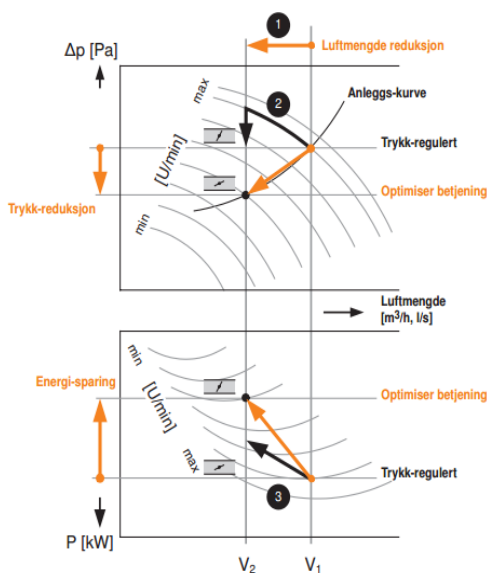 1
Luftmengde reduksjon
Δp [Pa]
max
2
Anleggs-kurve
[U/min]
Trykk-regulert
Optimiser betjening
Trykk-reduksjon
min
Luftmengde
[m³/h, l/s]
min
Energi-sparing
[U/min]
Optimiser betjening
max
Trykk-regulert
3
P [kW]
V₂
V₁